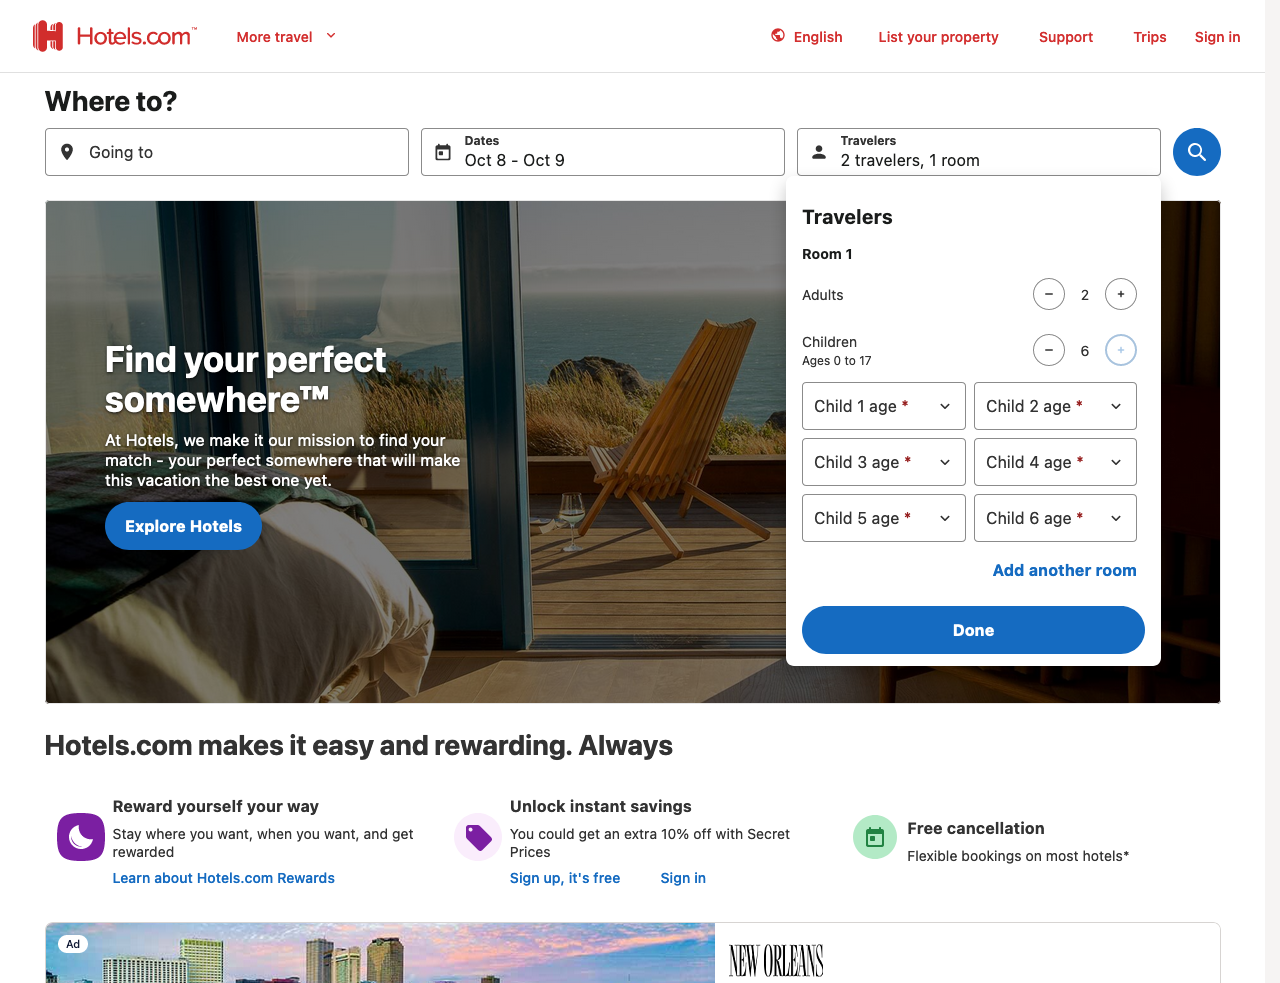 Hotels.com™
More travel
English
List your property
Support
Trips
Sign in
Where to?
Going to
Dates
Oct 8 - Oct 9
Travelers
2 travelers, 1 room
Travelers
Room 1
Adults
2
Children
6
Ages 0 to 17
Child 1 age *
Child 2 age *
Child 3 age *
Child 4 age *
Child 5 age *
Child 6 age *
Add another room
Done
Find your perfect
somewhere™
At Hotels, we make it our mission to find your
match - your perfect somewhere that will make
this vacation the best one yet.
Explore Hotels
Hotels.com makes it easy and rewarding. Always
Reward yourself your way
Stay where you want, when you want, and get
rewarded
Learn about Hotels.com Rewards
Unlock instant savings
You could get an extra 10% off with Secret
Prices
Sign up, it's free
Sign in
Free cancellation
Flexible bookings on most hotels*
Ad
NEW ORLEANS